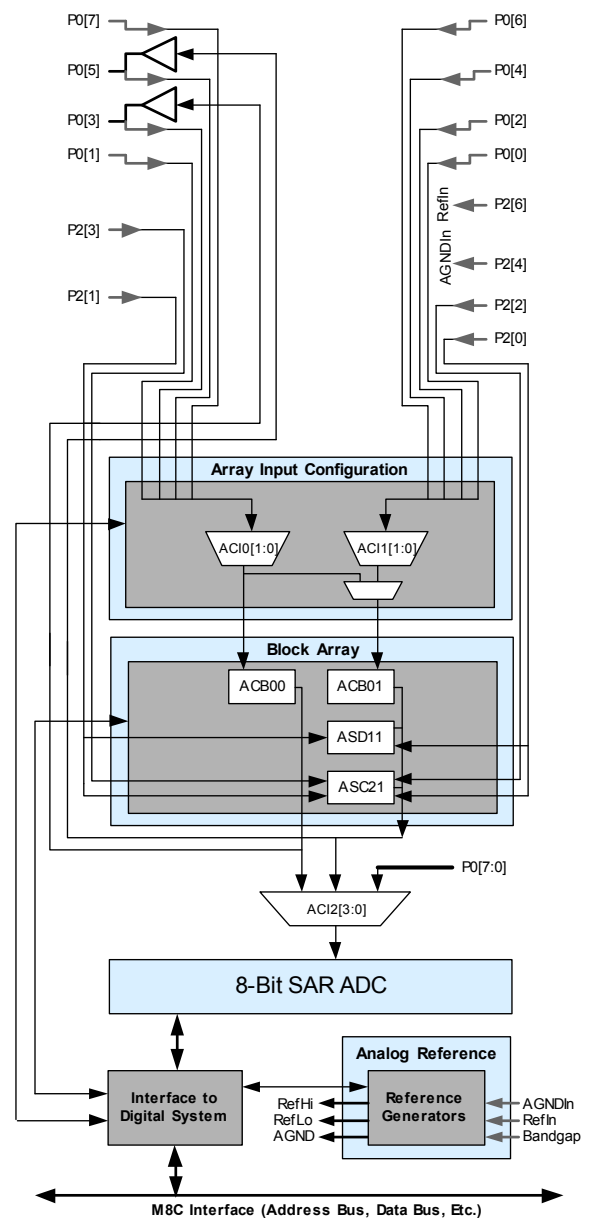 P0[7]
P0[6]
P0[5]
P0[4]
P0[3]
P0[2]
P0[1]
P0[0]
P2[3]
P2[6]
AGNDIn RefIn
P2[4]
P2[1]
P2[2]
P2[0]
Array Input Configuration
ACI0[1:0]
ACI1[1:0]
Block Array
ACB00
ACB01
ASD11
ASC21
P0[7:0]
ACI2[3:0]
8-Bit SAR ADC
Analog Reference
Interface to
Digital System
Reference
Generators
RefHi
RefLo
AGND
AGNDIn
RefIn
Bandgap
M8C Interface (Address Bus, Data Bus, Etc.)